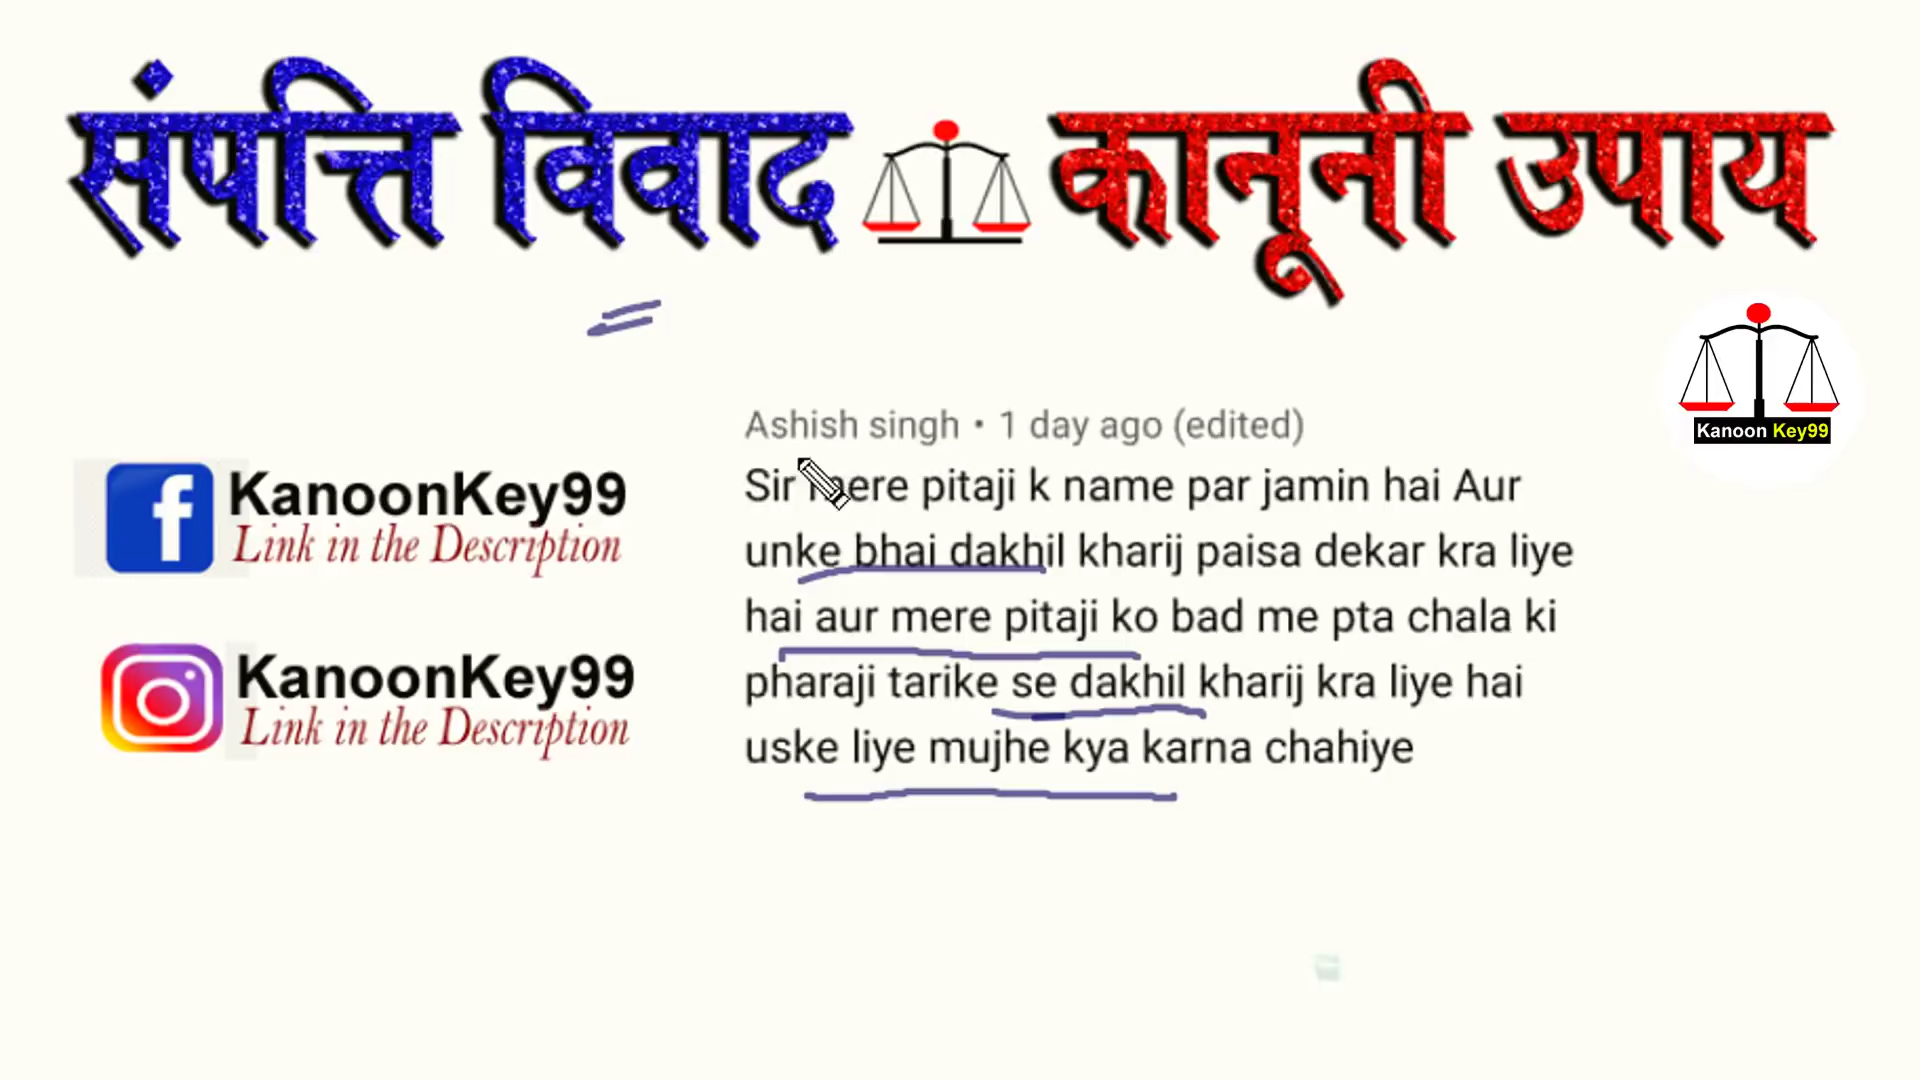 संपत्ति विवाद कानूनी उपाय
Kanoon Key99
Ashish singh • 1 day ago (edited)
Sir mere pitaji k name par jamin hai Aur
unke bhai dakhil kharij paisa dekar kra liye
hai aur mere pitaji ko bad me pta chala ki
pharaji tarike se dakhil kharij kra liye hai
uske liye mujhe kya karna chahiye
KanoonKey99
Link in the Description
KanoonKey99
Link in the Description